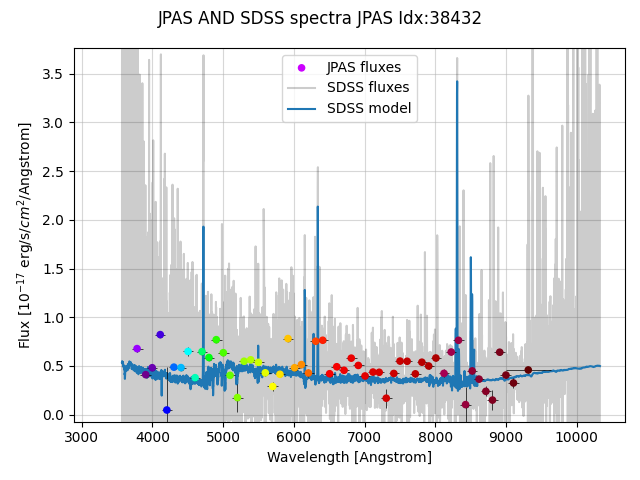 JPAS AND SDSS spectra JPAS Idx:38432
JPAS fluxes
SDSS fluxes
SDSS model
3.5
3.0
2.5
2.0
1.5
1.0
0.5
0.0
Flux [10⁻¹⁷ erg/s/cm²/Angstrom]
3000 4000 5000 6000 7000 8000 9000 10000
Wavelength [Angstrom]